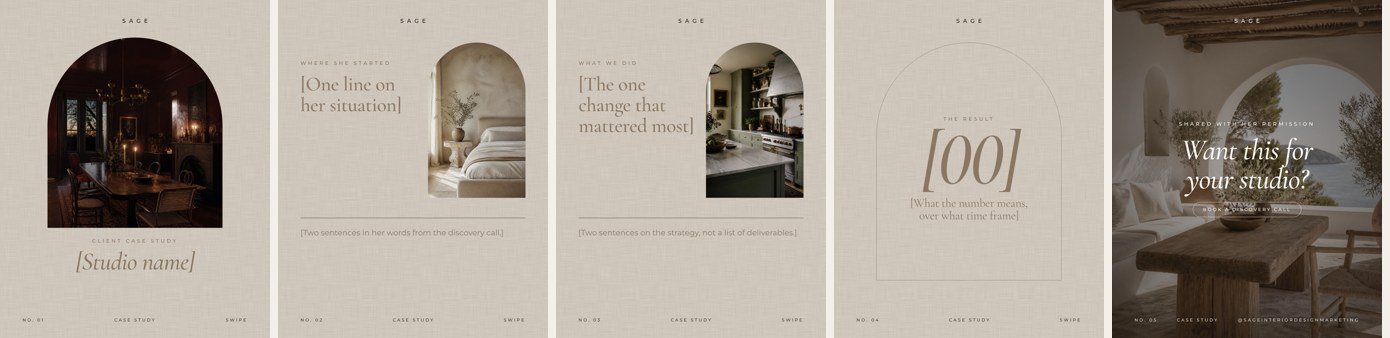 SAGE
CLIENT CASE STUDY
[Studio name]
NO. 01 CASE STUDY SWIPE
SAGE
WHERE SHE STARTED
[One line on
her situation]
[Two sentences in her words from the discovery call.]
NO. 02 CASE STUDY SWIPE
SAGE
WHAT WE DID
[The one
change that
mattered most]
[Two sentences on the strategy, not a list of deliverables.]
NO. 03 CASE STUDY SWIPE
SAGE
THE RESULT
[00]
[What the number means,
over what time frame]
NO. 04 CASE STUDY SWIPE
SAGE
SHARED WITH HER PERMISSION
Want this for
your studio?
BOOK A DISCOVERY CALL
NO. 05 CASE STUDY @SAGEINTERIORDESIGNMARKETING